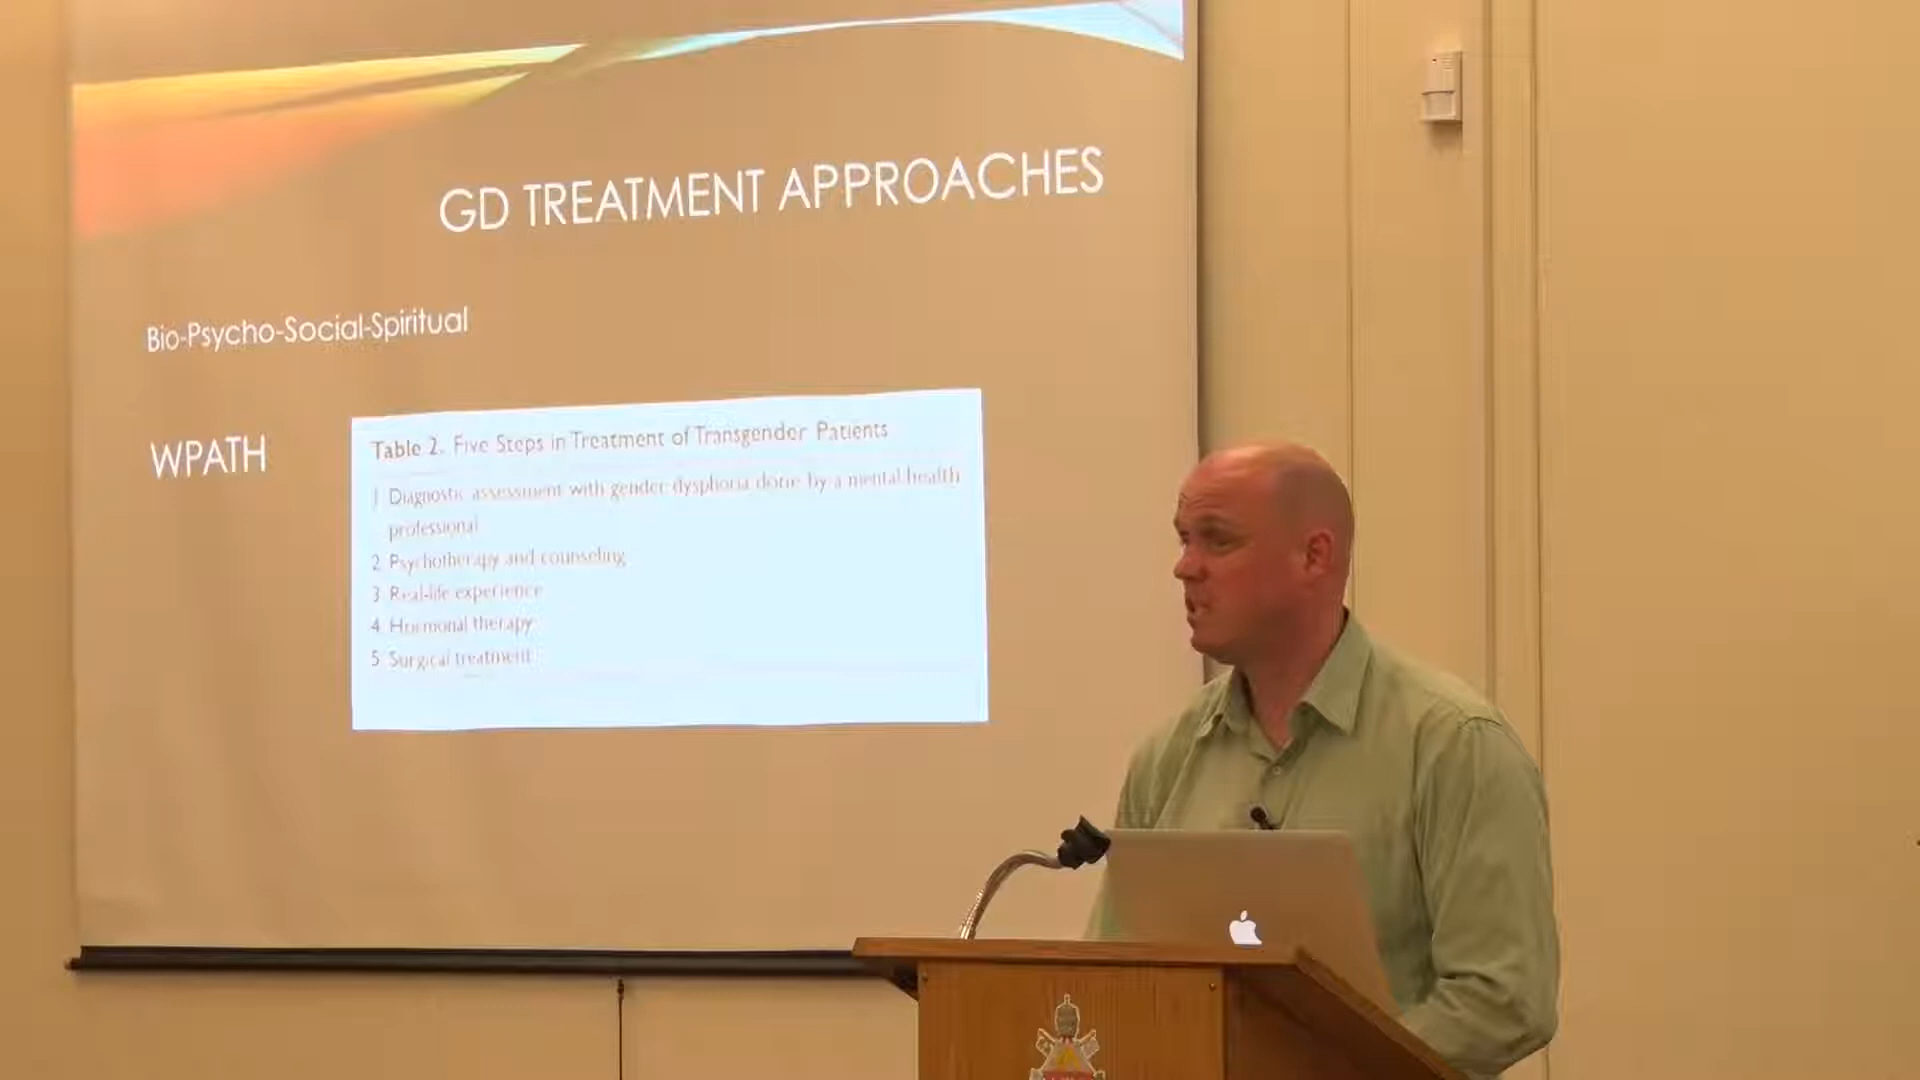 GD TREATMENT APPROACHES
Bio-Psycho-Social-Spiritual
WPATH
Table 2. Five Steps in Treatment of Transgender Patients
1 Diagnostic assessment with gender dysphoria done by a mental health
professional
2 Psychotherapy and counseling
3 Real-life experience
4 Hormonal therapy
5 Surgical treatment